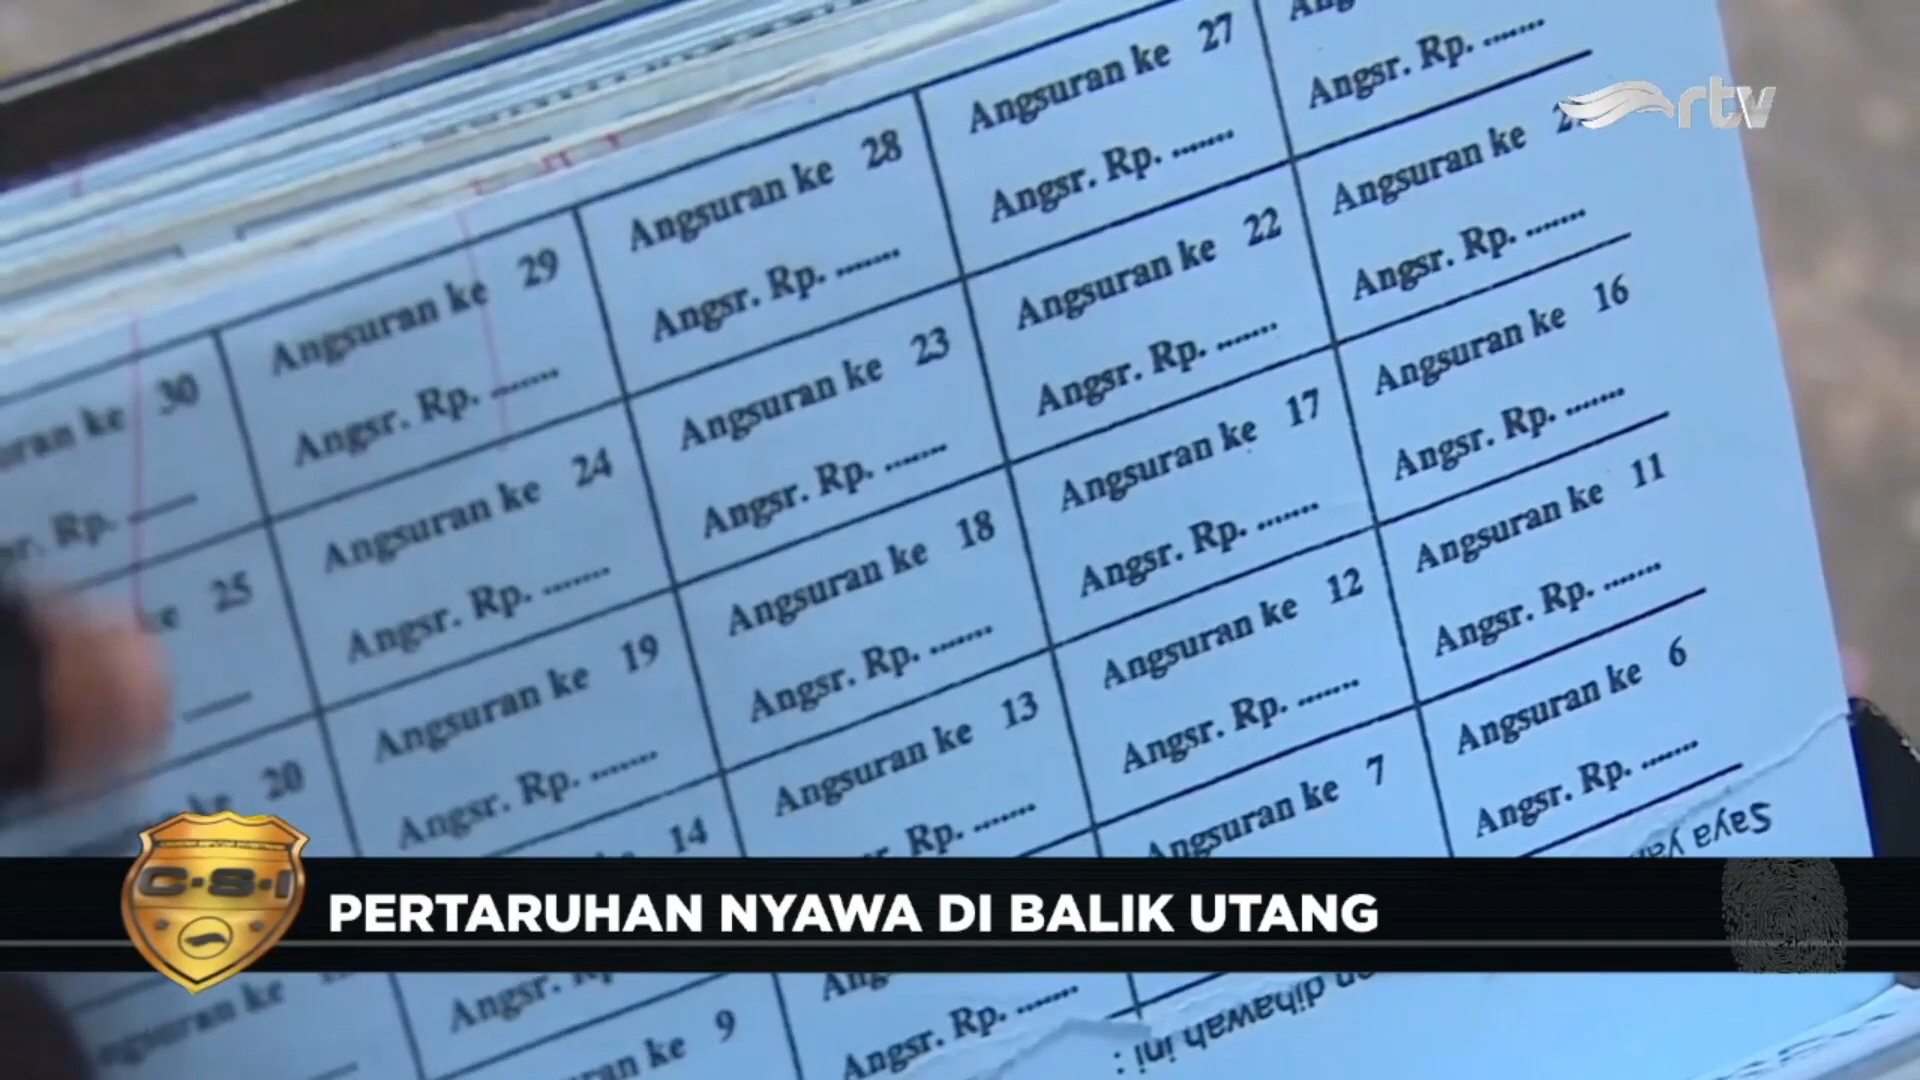 rtv
Angsr. Rp. .......
Angsuran ke 27
Angsr. Rp. .......
Angsuran ke 28
Angsr. Rp. .......
Angsuran ke 29
Angsr. Rp. .......
30
Rp.
Angsuran ke
Angsr. Rp. .......
Angsuran ke 22
Angsr. Rp. .......
Angsuran ke 23
Angsr. Rp. .......
Angsuran ke 24
Angsr. Rp. .......
25
Angsuran ke 16
Angsr. Rp. .......
Angsuran ke 17
Angsr. Rp. .......
Angsuran ke 18
Angsr. Rp. .......
Angsuran ke 19
Angsr. Rp. .......
20
Angsuran ke 11
Angsr. Rp. .......
Angsuran ke 12
Angsr. Rp. .......
Angsuran ke 13
Rp. .......
14
Angsuran ke 6
Angsr. Rp. .......
Angsuran ke 7
Angsr. Rp. .......
ke 9
Angsr.
Saya
dibawah ini :
C·S·I
PERTARUHAN NYAWA DI BALIK UTANG